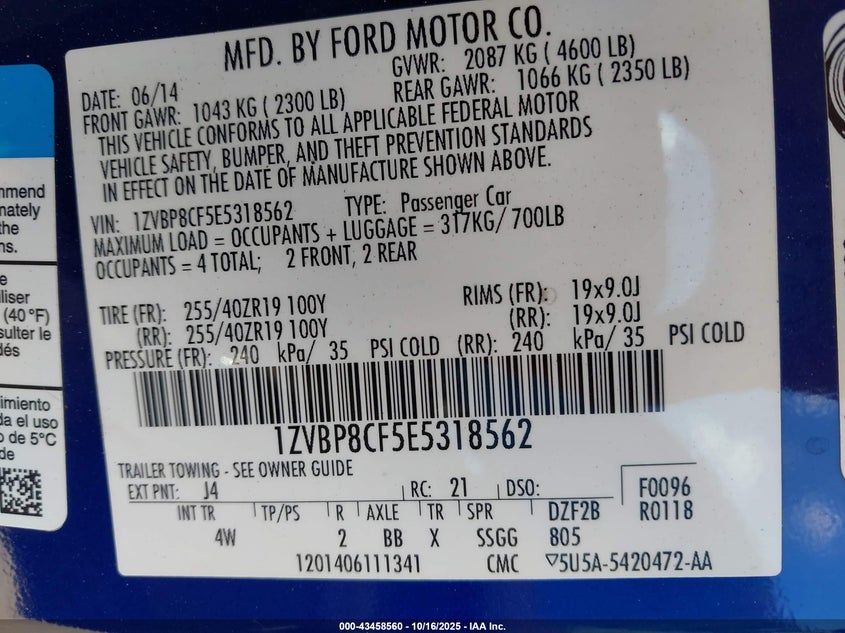 MFD. BY FORD MOTOR CO.
DATE: 06/14 GVWR: 2087 KG ( 4600 LB)
FRONT GAWR: 1043 KG ( 2300 LB) REAR GAWR: 1066 KG ( 2350 LB)
THIS VEHICLE CONFORMS TO ALL APPLICABLE FEDERAL MOTOR
VEHICLE SAFETY, BUMPER, AND THEFT PREVENTION STANDARDS
IN EFFECT ON THE DATE OF MANUFACTURE SHOWN ABOVE.
VIN: 1ZVBP8CF5E5318562 TYPE: Passenger Car
MAXIMUM LOAD = OCCUPANTS + LUGGAGE = 317KG/ 700LB
OCCUPANTS = 4 TOTAL; 2 FRONT, 2 REAR
TIRE (FR): 255/40ZR19 100Y RIMS (FR): 19x9.0J
(RR): 255/40ZR19 100Y (RR): 19x9.0J
PRESSURE (FR): 240 kPa/ 35 PSI COLD (RR): 240 kPa/ 35 PSI COLD
1ZVBP8CF5E5318562
TRAILER TOWING - SEE OWNER GUIDE
EXT PNT: J4 RC: 21 DSO: F0096
INT TR TP/PS R AXLE TR SPR DZF2B R0118
4W 2 BB X SSGG 805
1201406111341 CMC 5U5A-5420472-AA
mmend
nately
the
ns.
e
iliser
(40°F)
sulter le
dés
imiento
da el uso
o de 5°C
de
000-43458560 - 10/16/2025 - IAA Inc.